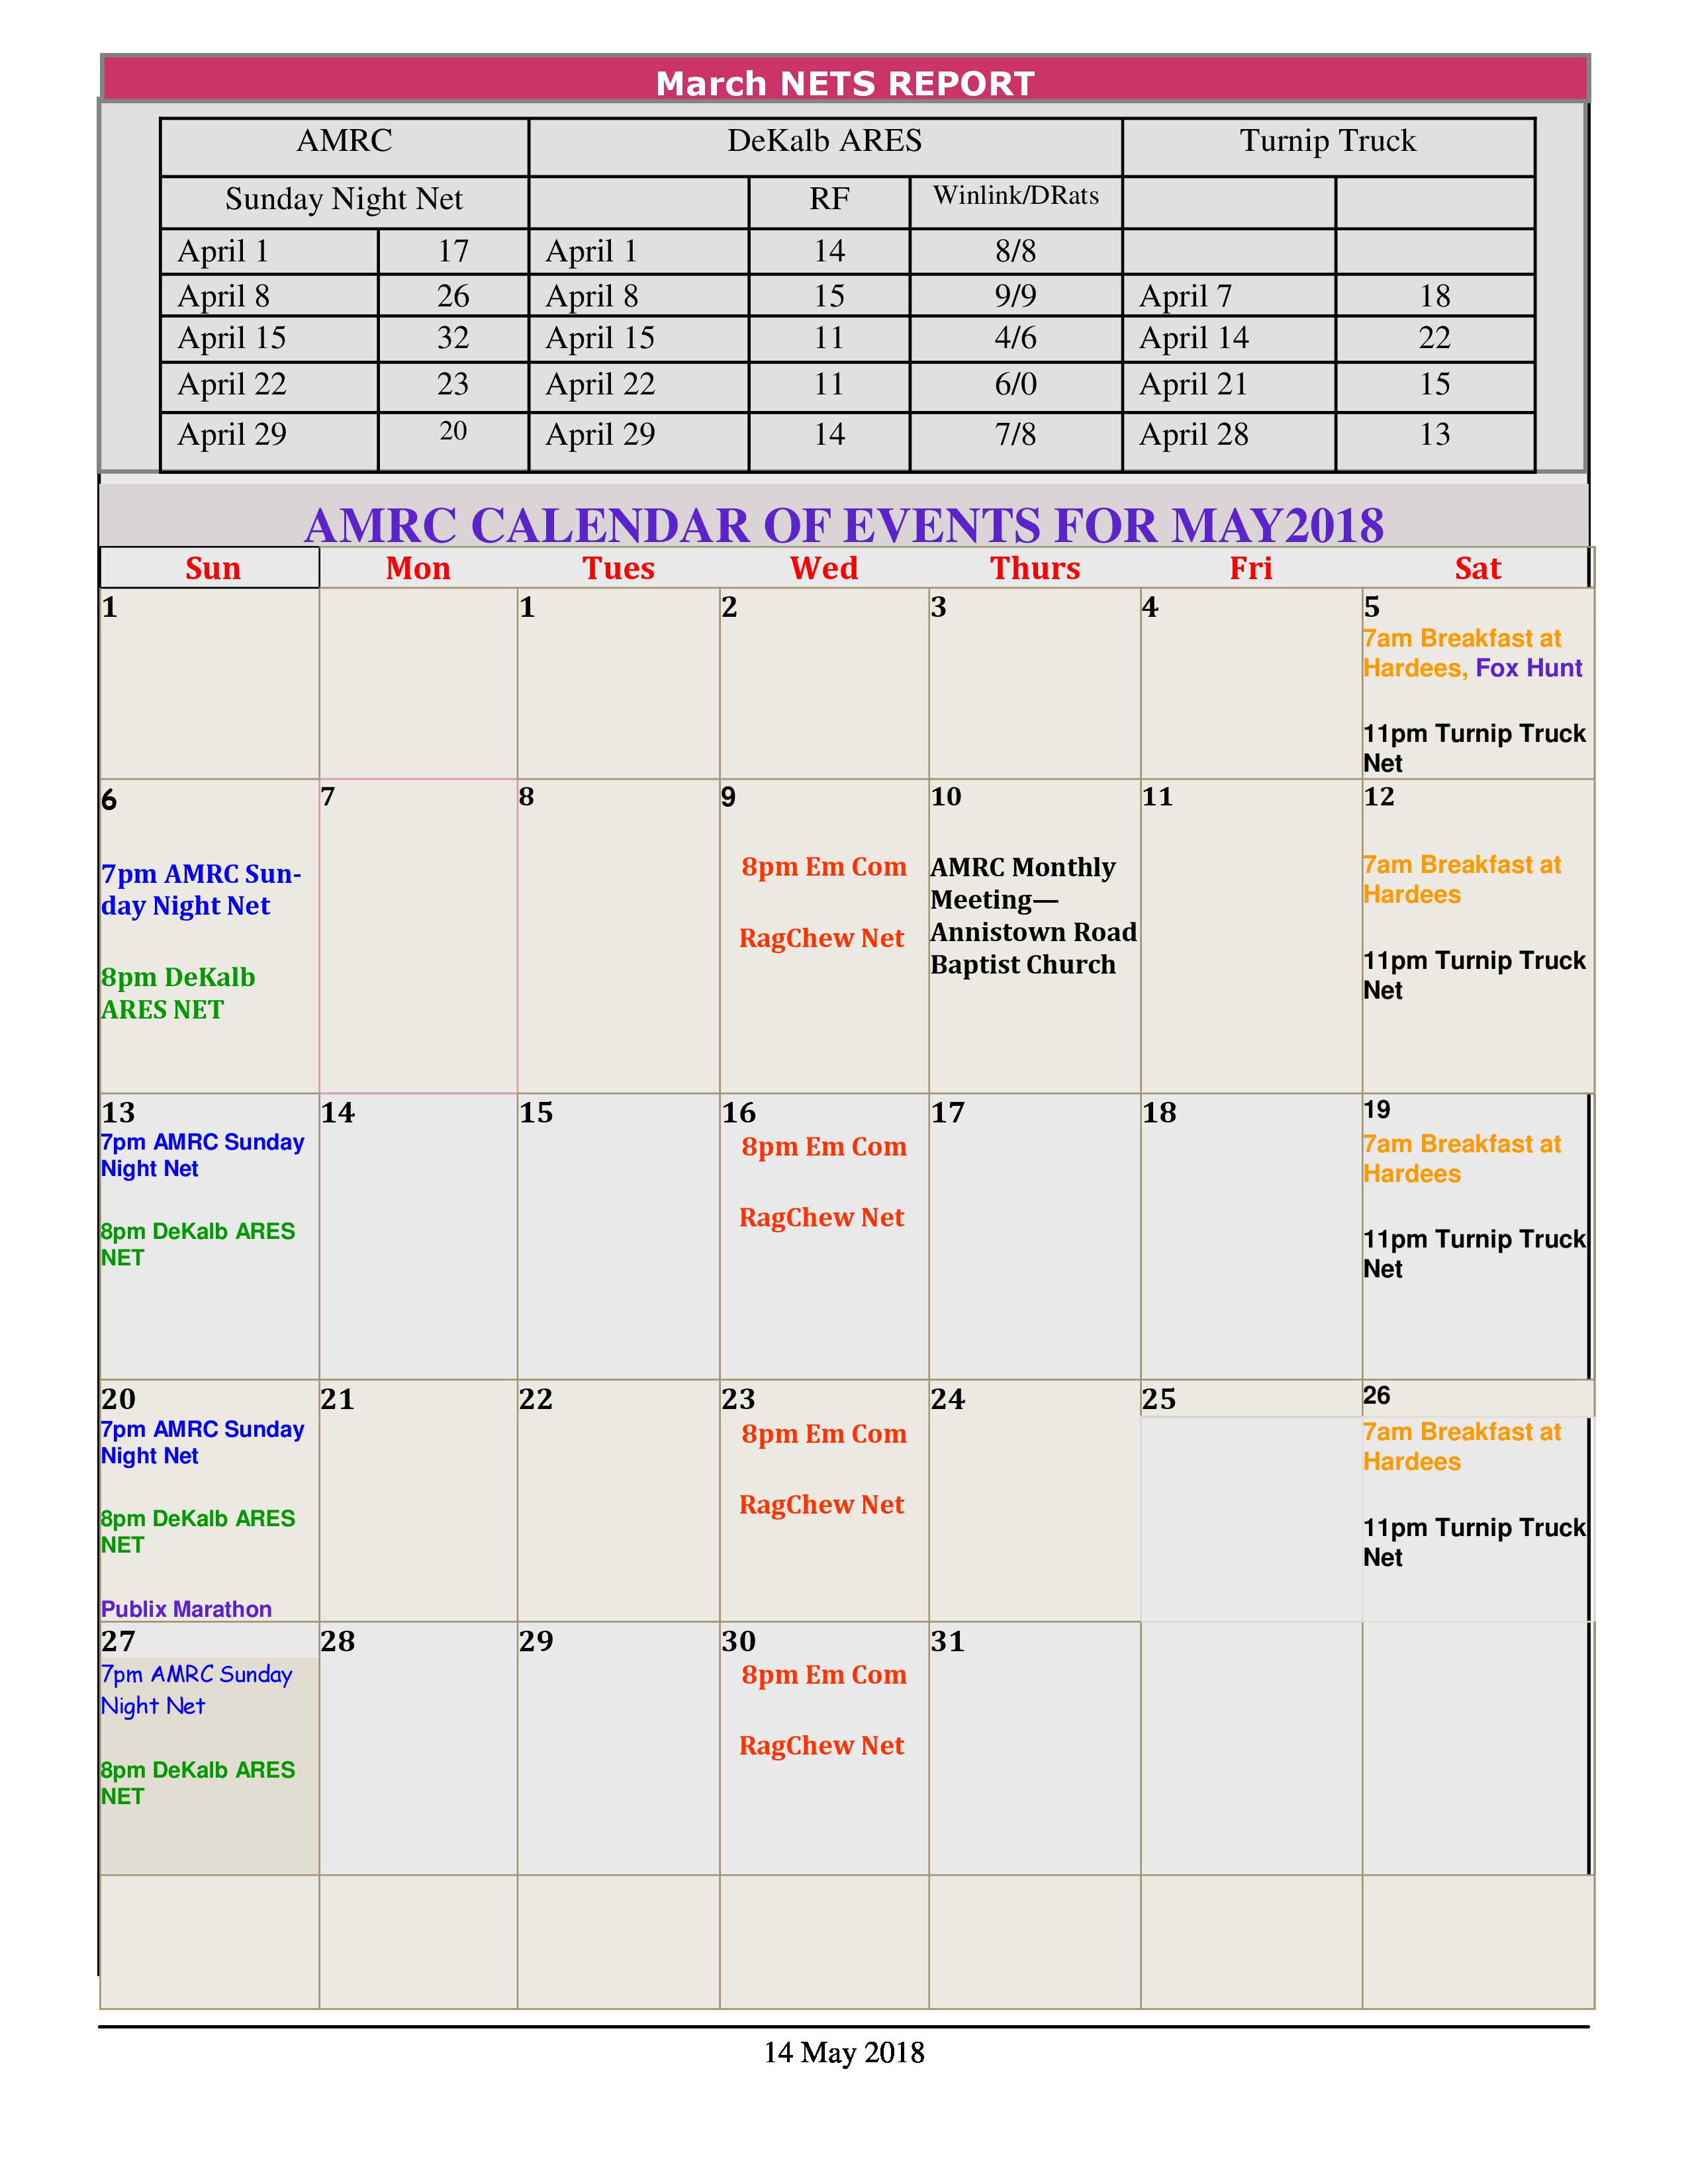 March NETS REPORT
AMRC DeKalb ARES Turnip Truck
Sunday Night Net RF Winlink/DRats
April 1 17 April 1 14 8/8
April 8 26 April 8 15 9/9 April 7 18
April 15 32 April 15 11 4/6 April 14 22
April 22 23 April 22 11 6/0 April 21 15
April 29 20 April 29 14 7/8 April 28 13
AMRC CALENDAR OF EVENTS FOR MAY2018
Sun Mon Tues Wed Thurs Fri Sat
1 1 2 3 4 5
7am Breakfast at
Hardees, Fox Hunt
11pm Turnip Truck
Net
6 7 8 9 10 11 12
7pm AMRC Sun-
day Night Net
8pm DeKalb
ARES NET
8pm Em Com
RagChew Net
AMRC Monthly
Meeting—
Annistown Road
Baptist Church
7am Breakfast at
Hardees
11pm Turnip Truck
Net
13 14 15 16 17 18 19
7pm AMRC Sunday
Night Net
8pm DeKalb ARES
NET
8pm Em Com
RagChew Net
7am Breakfast at
Hardees
11pm Turnip Truck
Net
20 21 22 23 24 25 26
7pm AMRC Sunday
Night Net
8pm DeKalb ARES
NET
Publix Marathon
8pm Em Com
RagChew Net
7am Breakfast at
Hardees
11pm Turnip Truck
Net
27 28 29 30 31
7pm AMRC Sunday
Night Net
8pm DeKalb ARES
NET
8pm Em Com
RagChew Net
14 May 2018